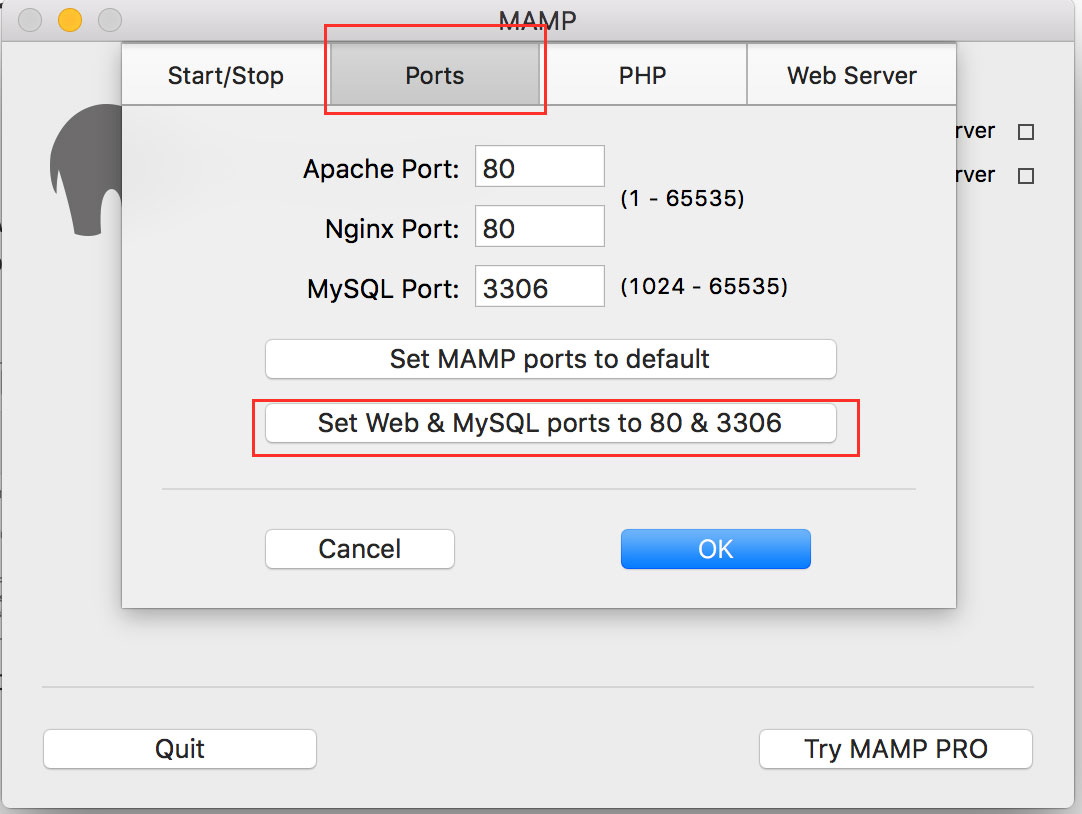 MAMP
Start/Stop
Ports
PHP
Web Server
rver
rver
Apache Port: 80
(1 - 65535)
Nginx Port: 80
MySQL Port: 3306 (1024 - 65535)
Set MAMP ports to default
Set Web & MySQL ports to 80 & 3306
Cancel
OK
Quit
Try MAMP PRO